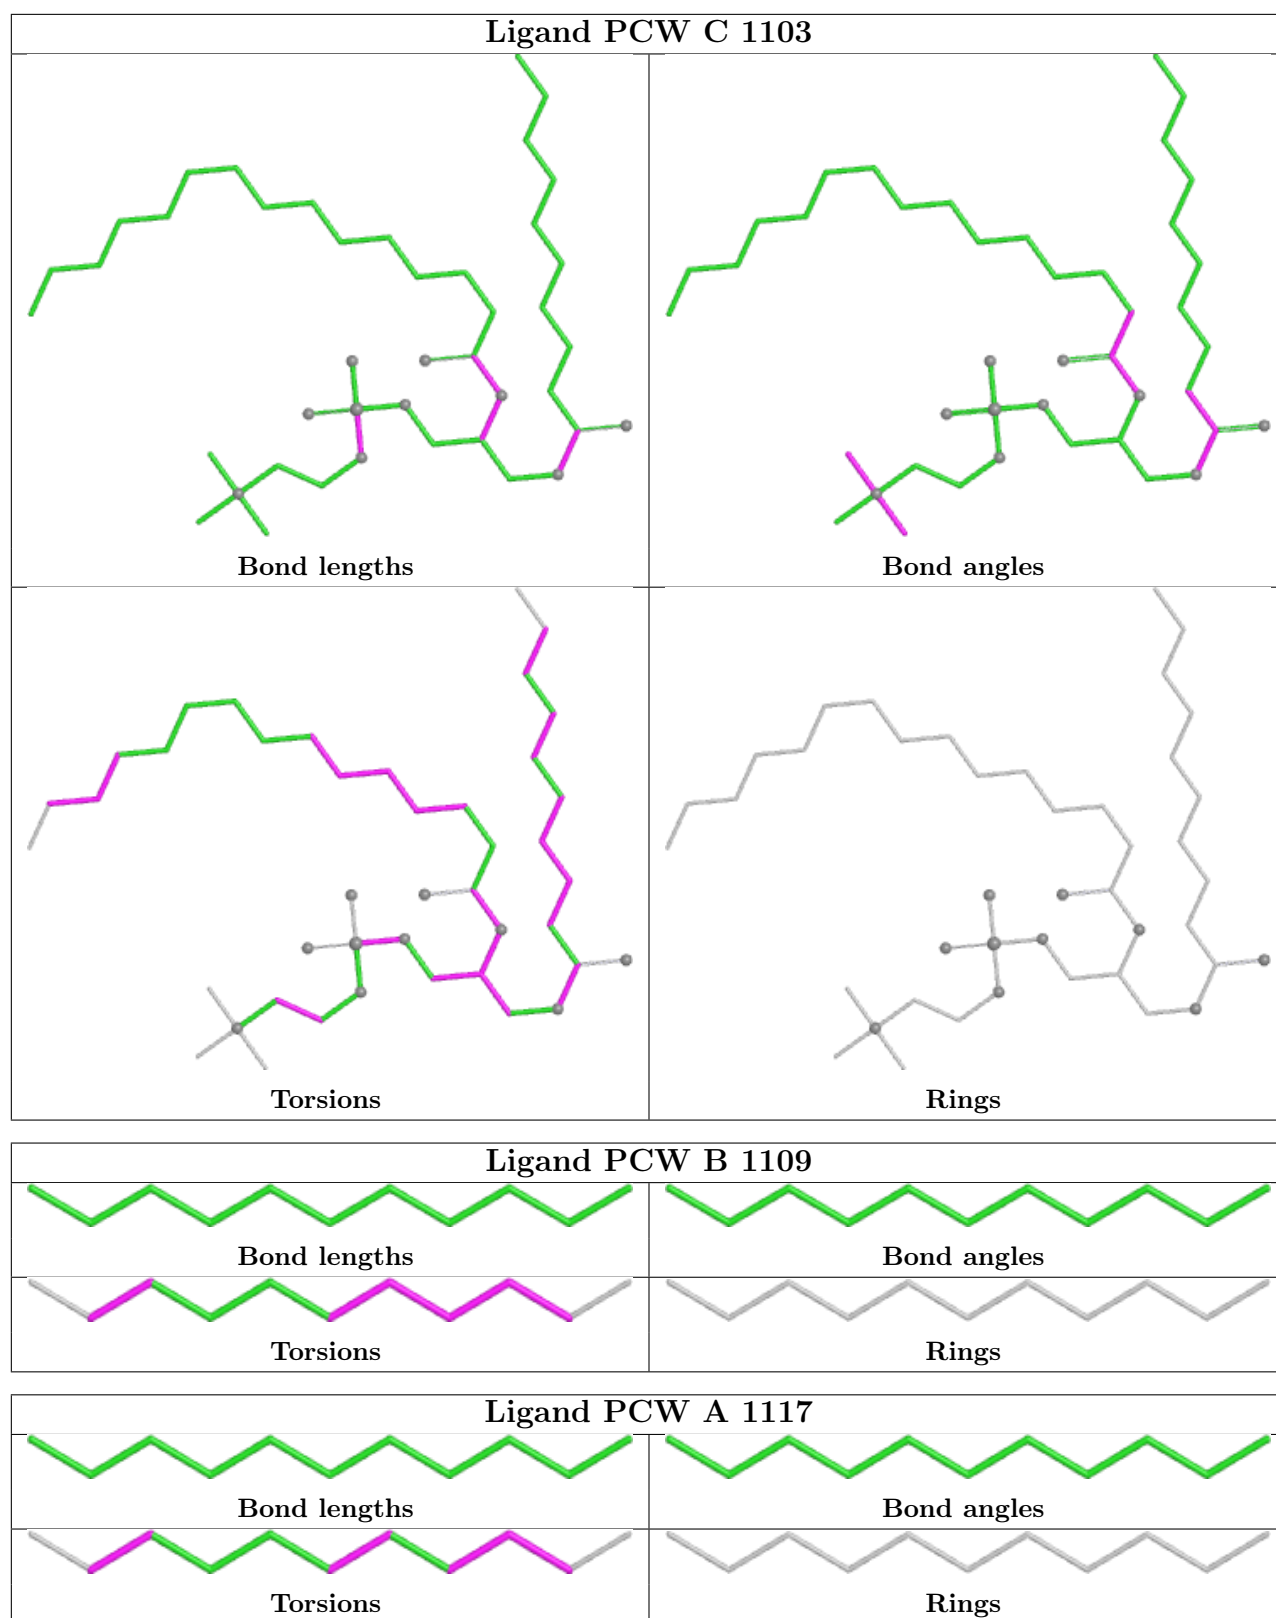 Ligand PCW C 1103
Bond lengths
Bond angles
Torsions
Rings
Ligand PCW B 1109
Bond lengths
Bond angles
Torsions
Rings
Ligand PCW A 1117
Bond lengths
Bond angles
Torsions
Rings